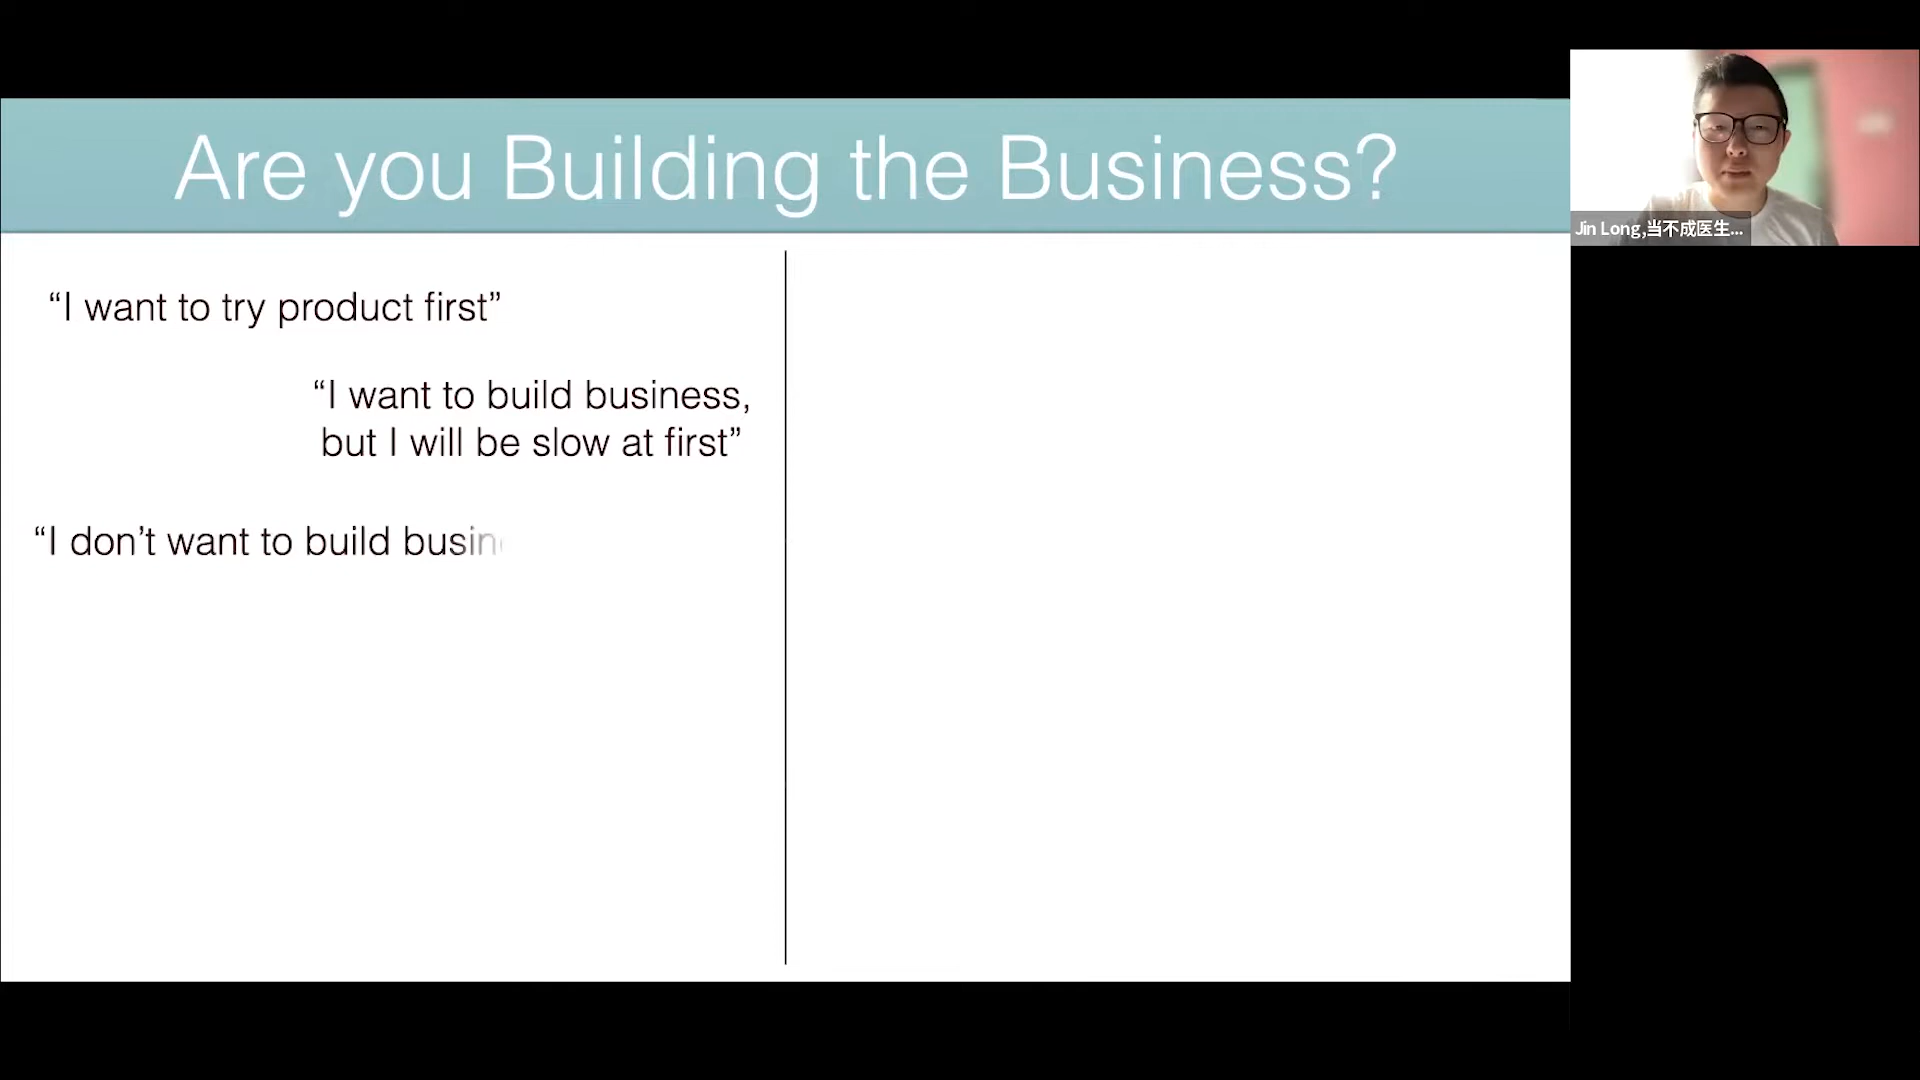 Are you Building the Business?
Jin Long,当不成医生...
“I want to try product first”
“I want to build business,
but I will be slow at first”
“I don’t want to build busin